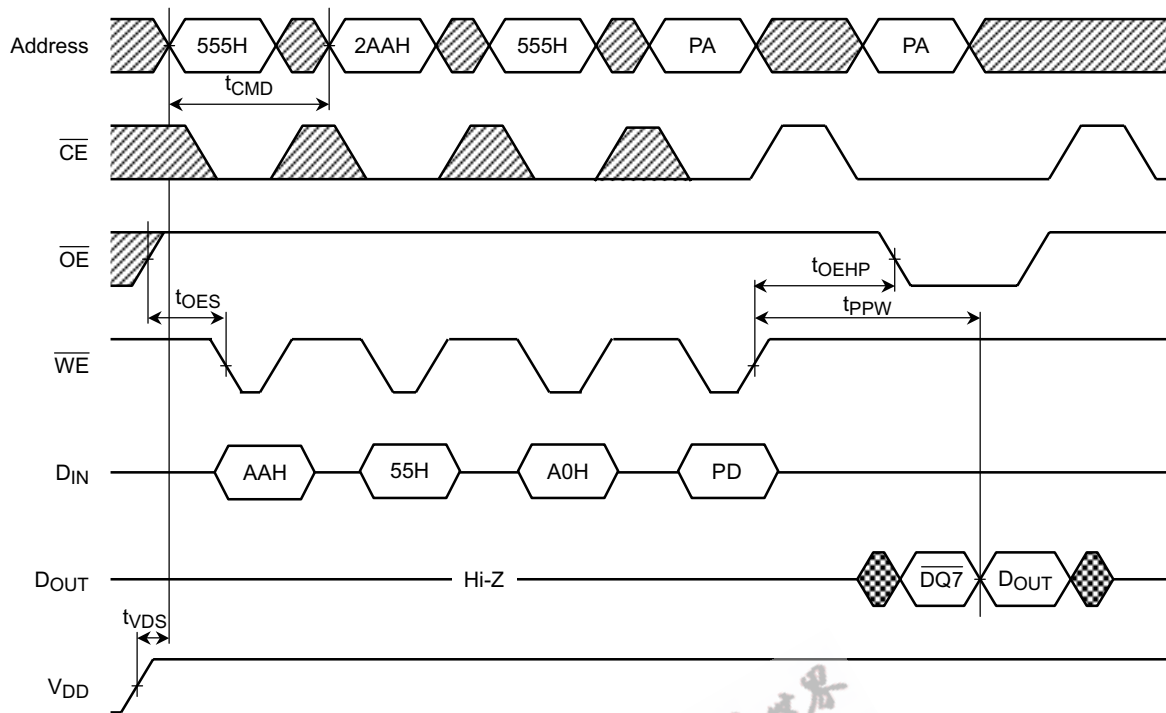 Address 555H 2AAH 555H PA PA
tCMD
CE
OE
tOEHP
tOES
tPPW
WE
DIN AAH 55H A0H PD
DOUT Hi-Z DQ7 DOUT
tVDS
VDD